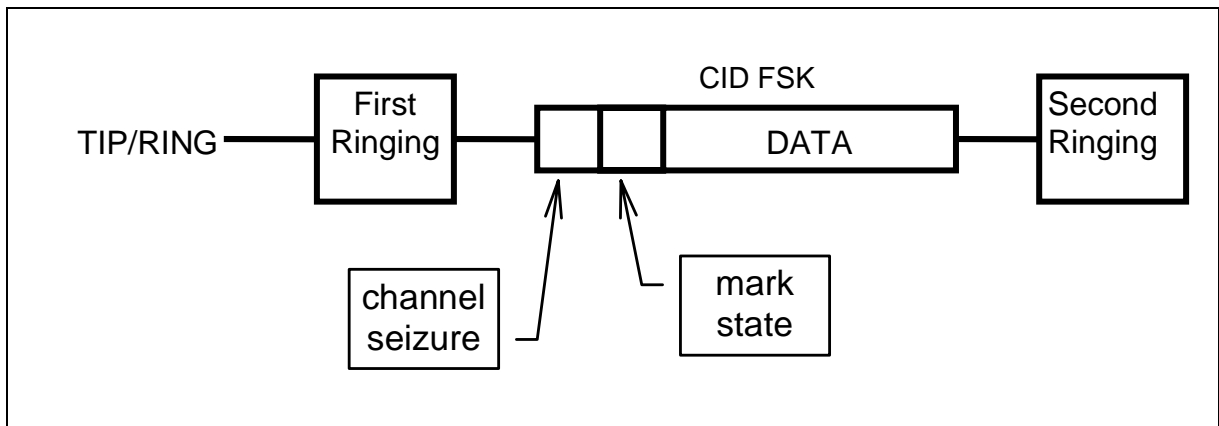 CID FSK
First
Ringing
TIP/RING
DATA
Second
Ringing
channel
seizure
mark
state